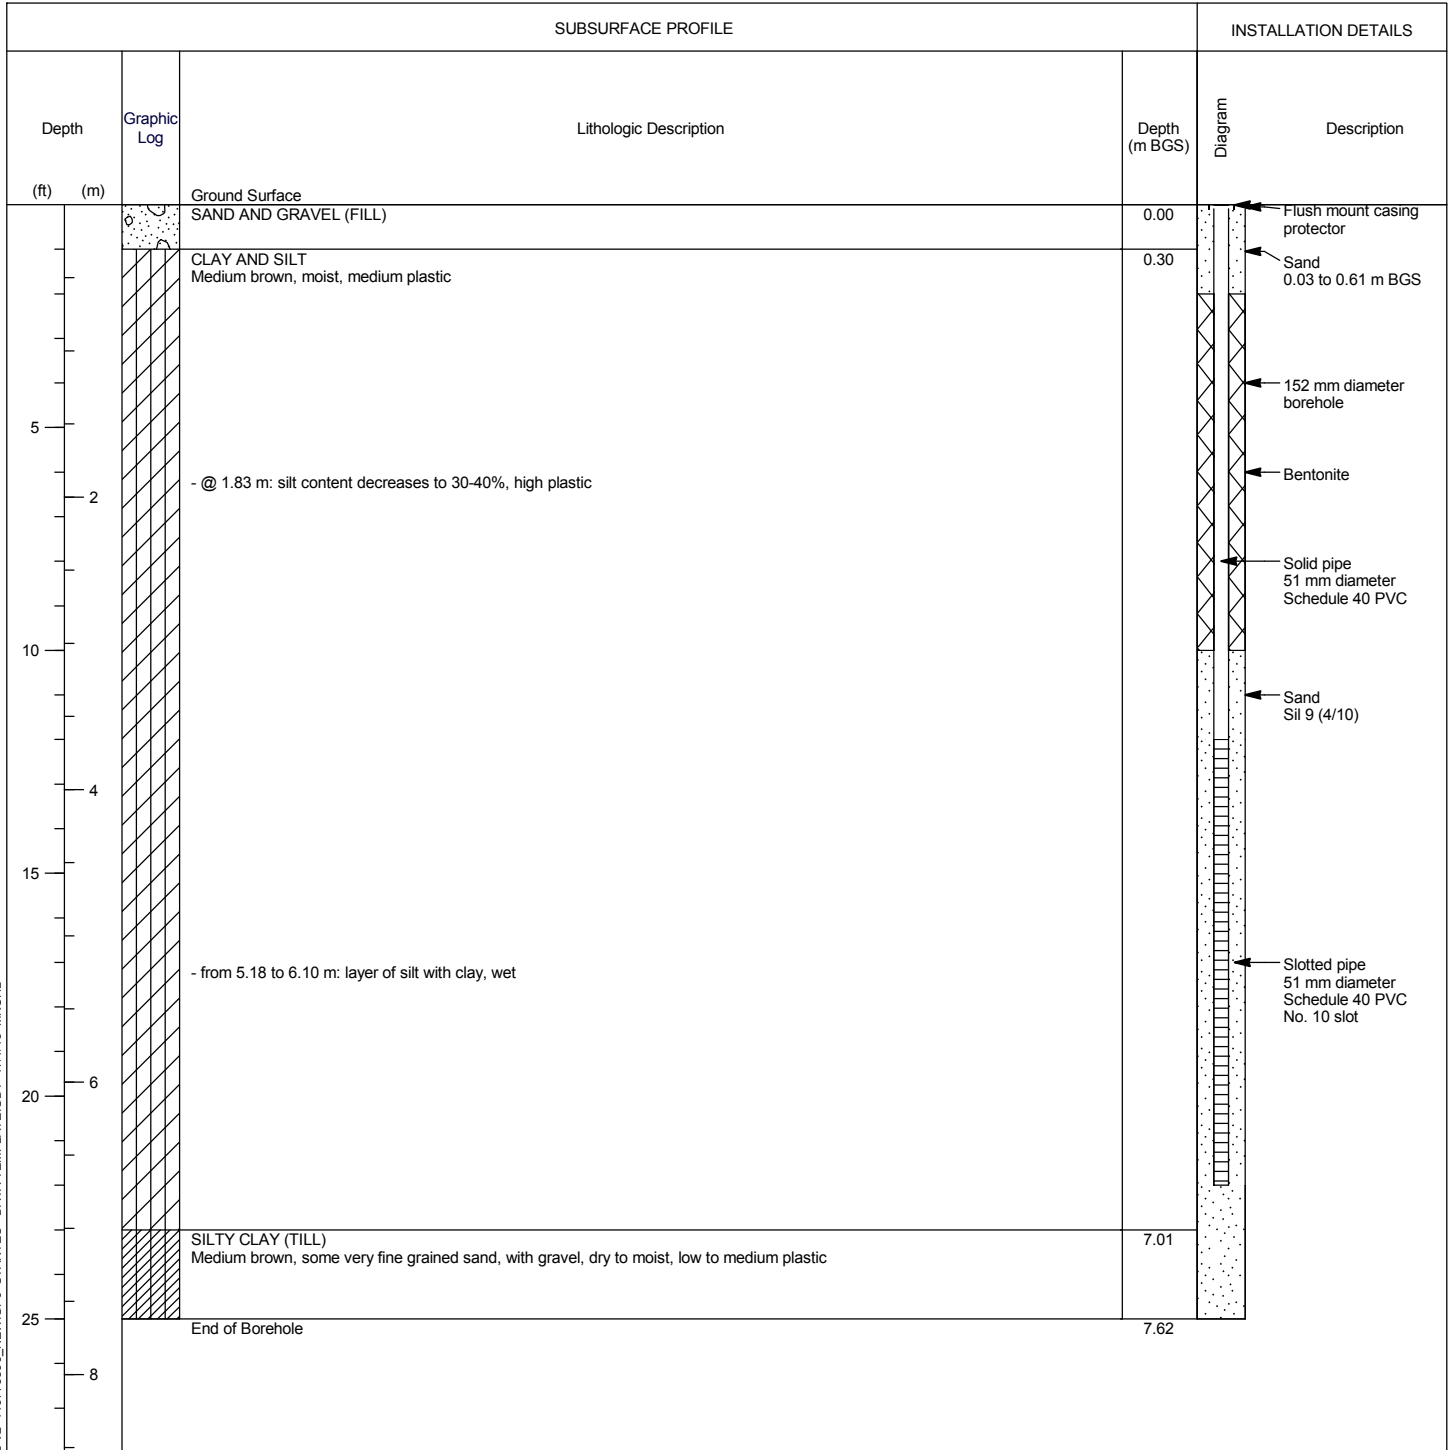 SUBSURFACE PROFILE
INSTALLATION DETAILS
Depth
Graphic
Log
Lithologic Description
Depth
(m BGS)
Diagram
Description
(ft) (m)
Ground Surface
SAND AND GRAVEL (FILL)
0.00
Flush mount casing
protector
CLAY AND SILT
0.30
Medium brown, moist, medium plastic
Sand
0.03 to 0.61 m BGS
152 mm diameter
borehole
5
- @ 1.83 m: silt content decreases to 30-40%, high plastic
Bentonite
2
Solid pipe
51 mm diameter
Schedule 40 PVC
10
Sand
Sil 9 (4/10)
4
15
- from 5.18 to 6.10 m: layer of silt with clay, wet
Slotted pipe
51 mm diameter
Schedule 40 PVC
No. 10 slot
6
20
SILTY CLAY (TILL)
7.01
Medium brown, some very fine grained sand, with gravel, dry to moist, low to medium plastic
25
End of Borehole
7.62
8